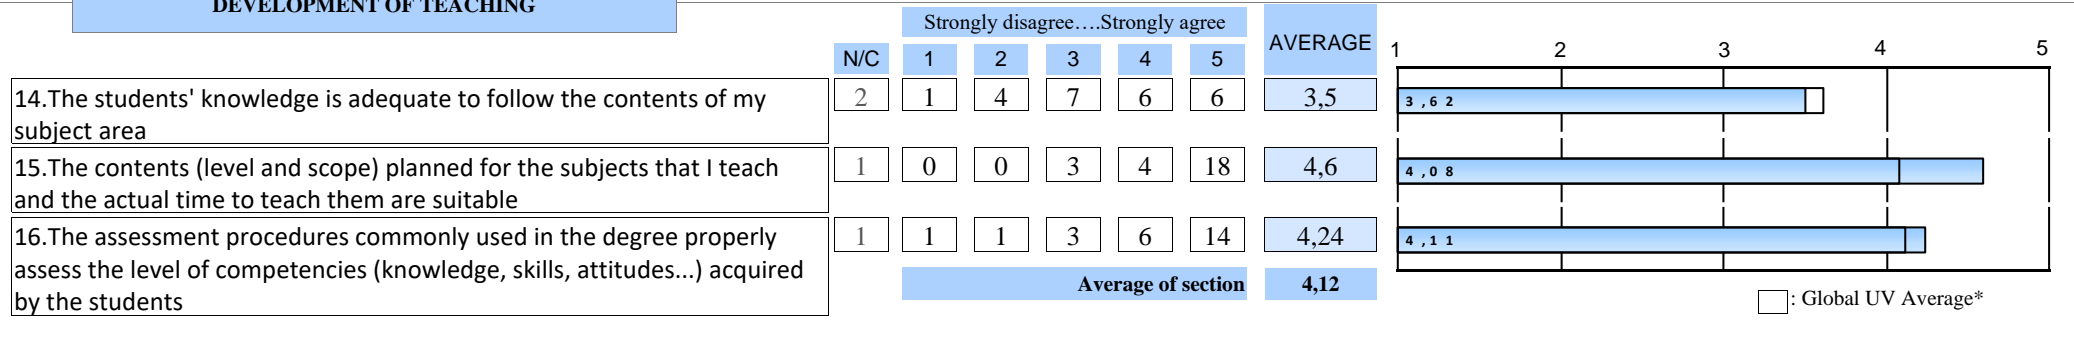 DEVELOPMENT OF TEACHING
Strongly disagree….Strongly agree
AVERAGE
N/C 1 2 3 4 5
1 2 3 4 5
14.The students' knowledge is adequate to follow the contents of my
subject area
2 1 4 7 6 6 3,5
3,62
15.The contents (level and scope) planned for the subjects that I teach
and the actual time to teach them are suitable
1 0 0 3 4 18 4,6
4,08
16.The assessment procedures commonly used in the degree properly
assess the level of competencies (knowledge, skills, attitudes...) acquired
by the students
1 1 1 3 6 14 4,24
4,11
Average of section 4,12
: Global UV Average*